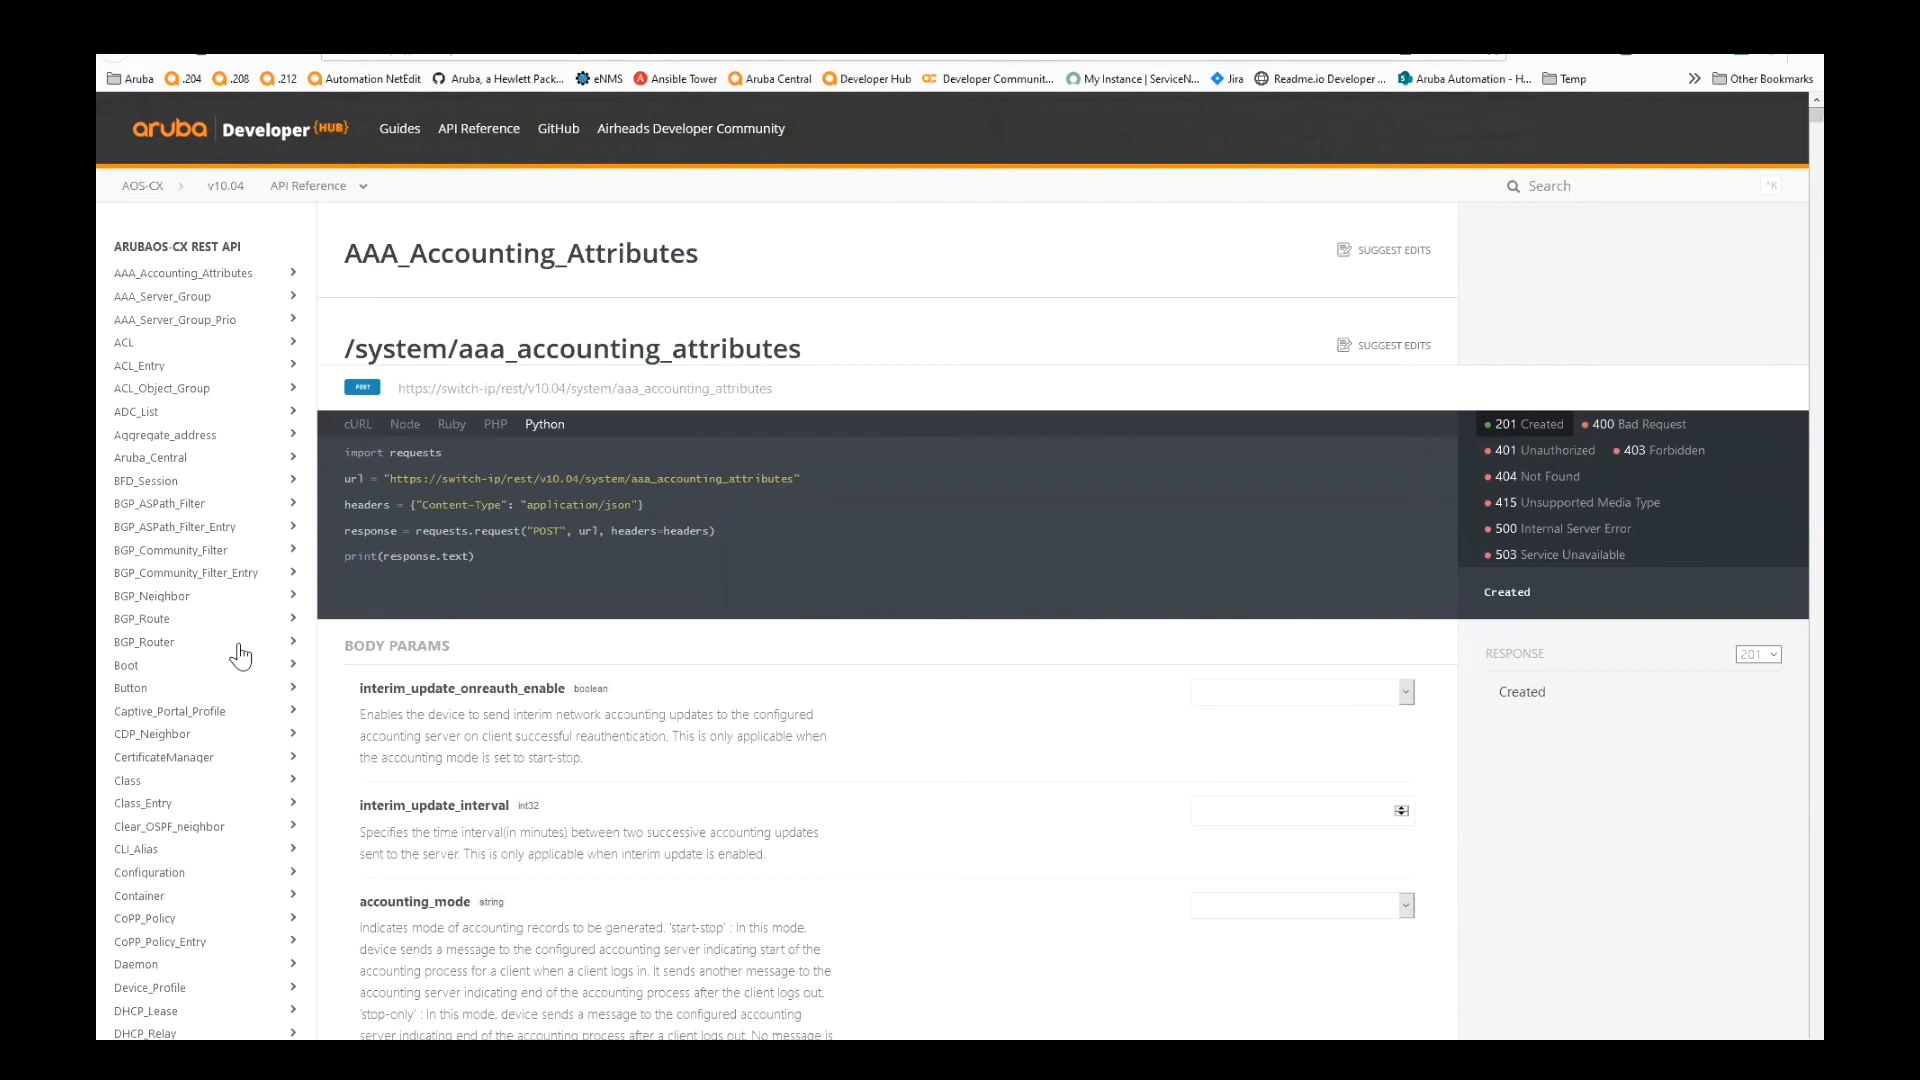 Aruba .204 .208 .212 Automation NetEdit Aruba, a Hewlett Pack... eNMS Ansible Tower Aruba Central Developer Hub Developer Communit... My Instance | ServiceN... Jira Readme.io Developer ... Aruba Automation - H... Temp Other Bookmarks
aruba Developer {HUB} Guides API Reference GitHub Airheads Developer Community
AOS-CX v10.04 API Reference Search ^K
ARUBAOS-CX REST API
AAA_Accounting_Attributes
AAA_Server_Group
AAA_Server_Group_Prio
ACL
ACL_Entry
ACL_Object_Group
ADC_List
Aggregate_address
Aruba_Central
BFD_Session
BGP_ASPath_Filter
BGP_ASPath_Filter_Entry
BGP_Community_Filter
BGP_Community_Filter_Entry
BGP_Neighbor
BGP_Route
BGP_Router
Boot
Button
Captive_Portal_Profile
CDP_Neighbor
CertificateManager
Class
Class_Entry
Clear_OSPF_neighbor
CLI_Alias
Configuration
Container
CoPP_Policy
CoPP_Policy_Entry
Daemon
Device_Profile
DHCP_Lease
DHCP_Relay
AAA_Accounting_Attributes
SUGGEST EDITS
/system/aaa_accounting_attributes
SUGGEST EDITS
POST https://switch-ip/rest/v10.04/system/aaa_accounting_attributes
cURL Node Ruby PHP Python
import requests
url = "https://switch-ip/rest/v10.04/system/aaa_accounting_attributes"
headers = {"Content-Type": "application/json"}
response = requests.request("POST", url, headers=headers)
print(response.text)
201 Created 400 Bad Request
401 Unauthorized 403 Forbidden
404 Not Found
415 Unsupported Media Type
500 Internal Server Error
503 Service Unavailable
Created
BODY PARAMS
interim_update_onreauth_enable boolean
Enables the device to send interim network accounting updates to the configured
accounting server on client successful reauthentication. This is only applicable when
the accounting mode is set to start-stop.
interim_update_interval int32
Specifies the time interval(in minutes) between two successive accounting updates
sent to the server. This is only applicable when interim update is enabled.
accounting_mode string
Indicates mode of accounting records to be generated. 'start-stop' : In this mode,
device sends a message to the configured accounting server indicating start of the
accounting process for a client when a client logs in. It sends another message to the
accounting server indicating end of the accounting process after the client logs out.
'stop-only' : In this mode, device sends a message to the configured accounting
server indicating end of the accounting process after a client logs out. No message is
RESPONSE 201
Created